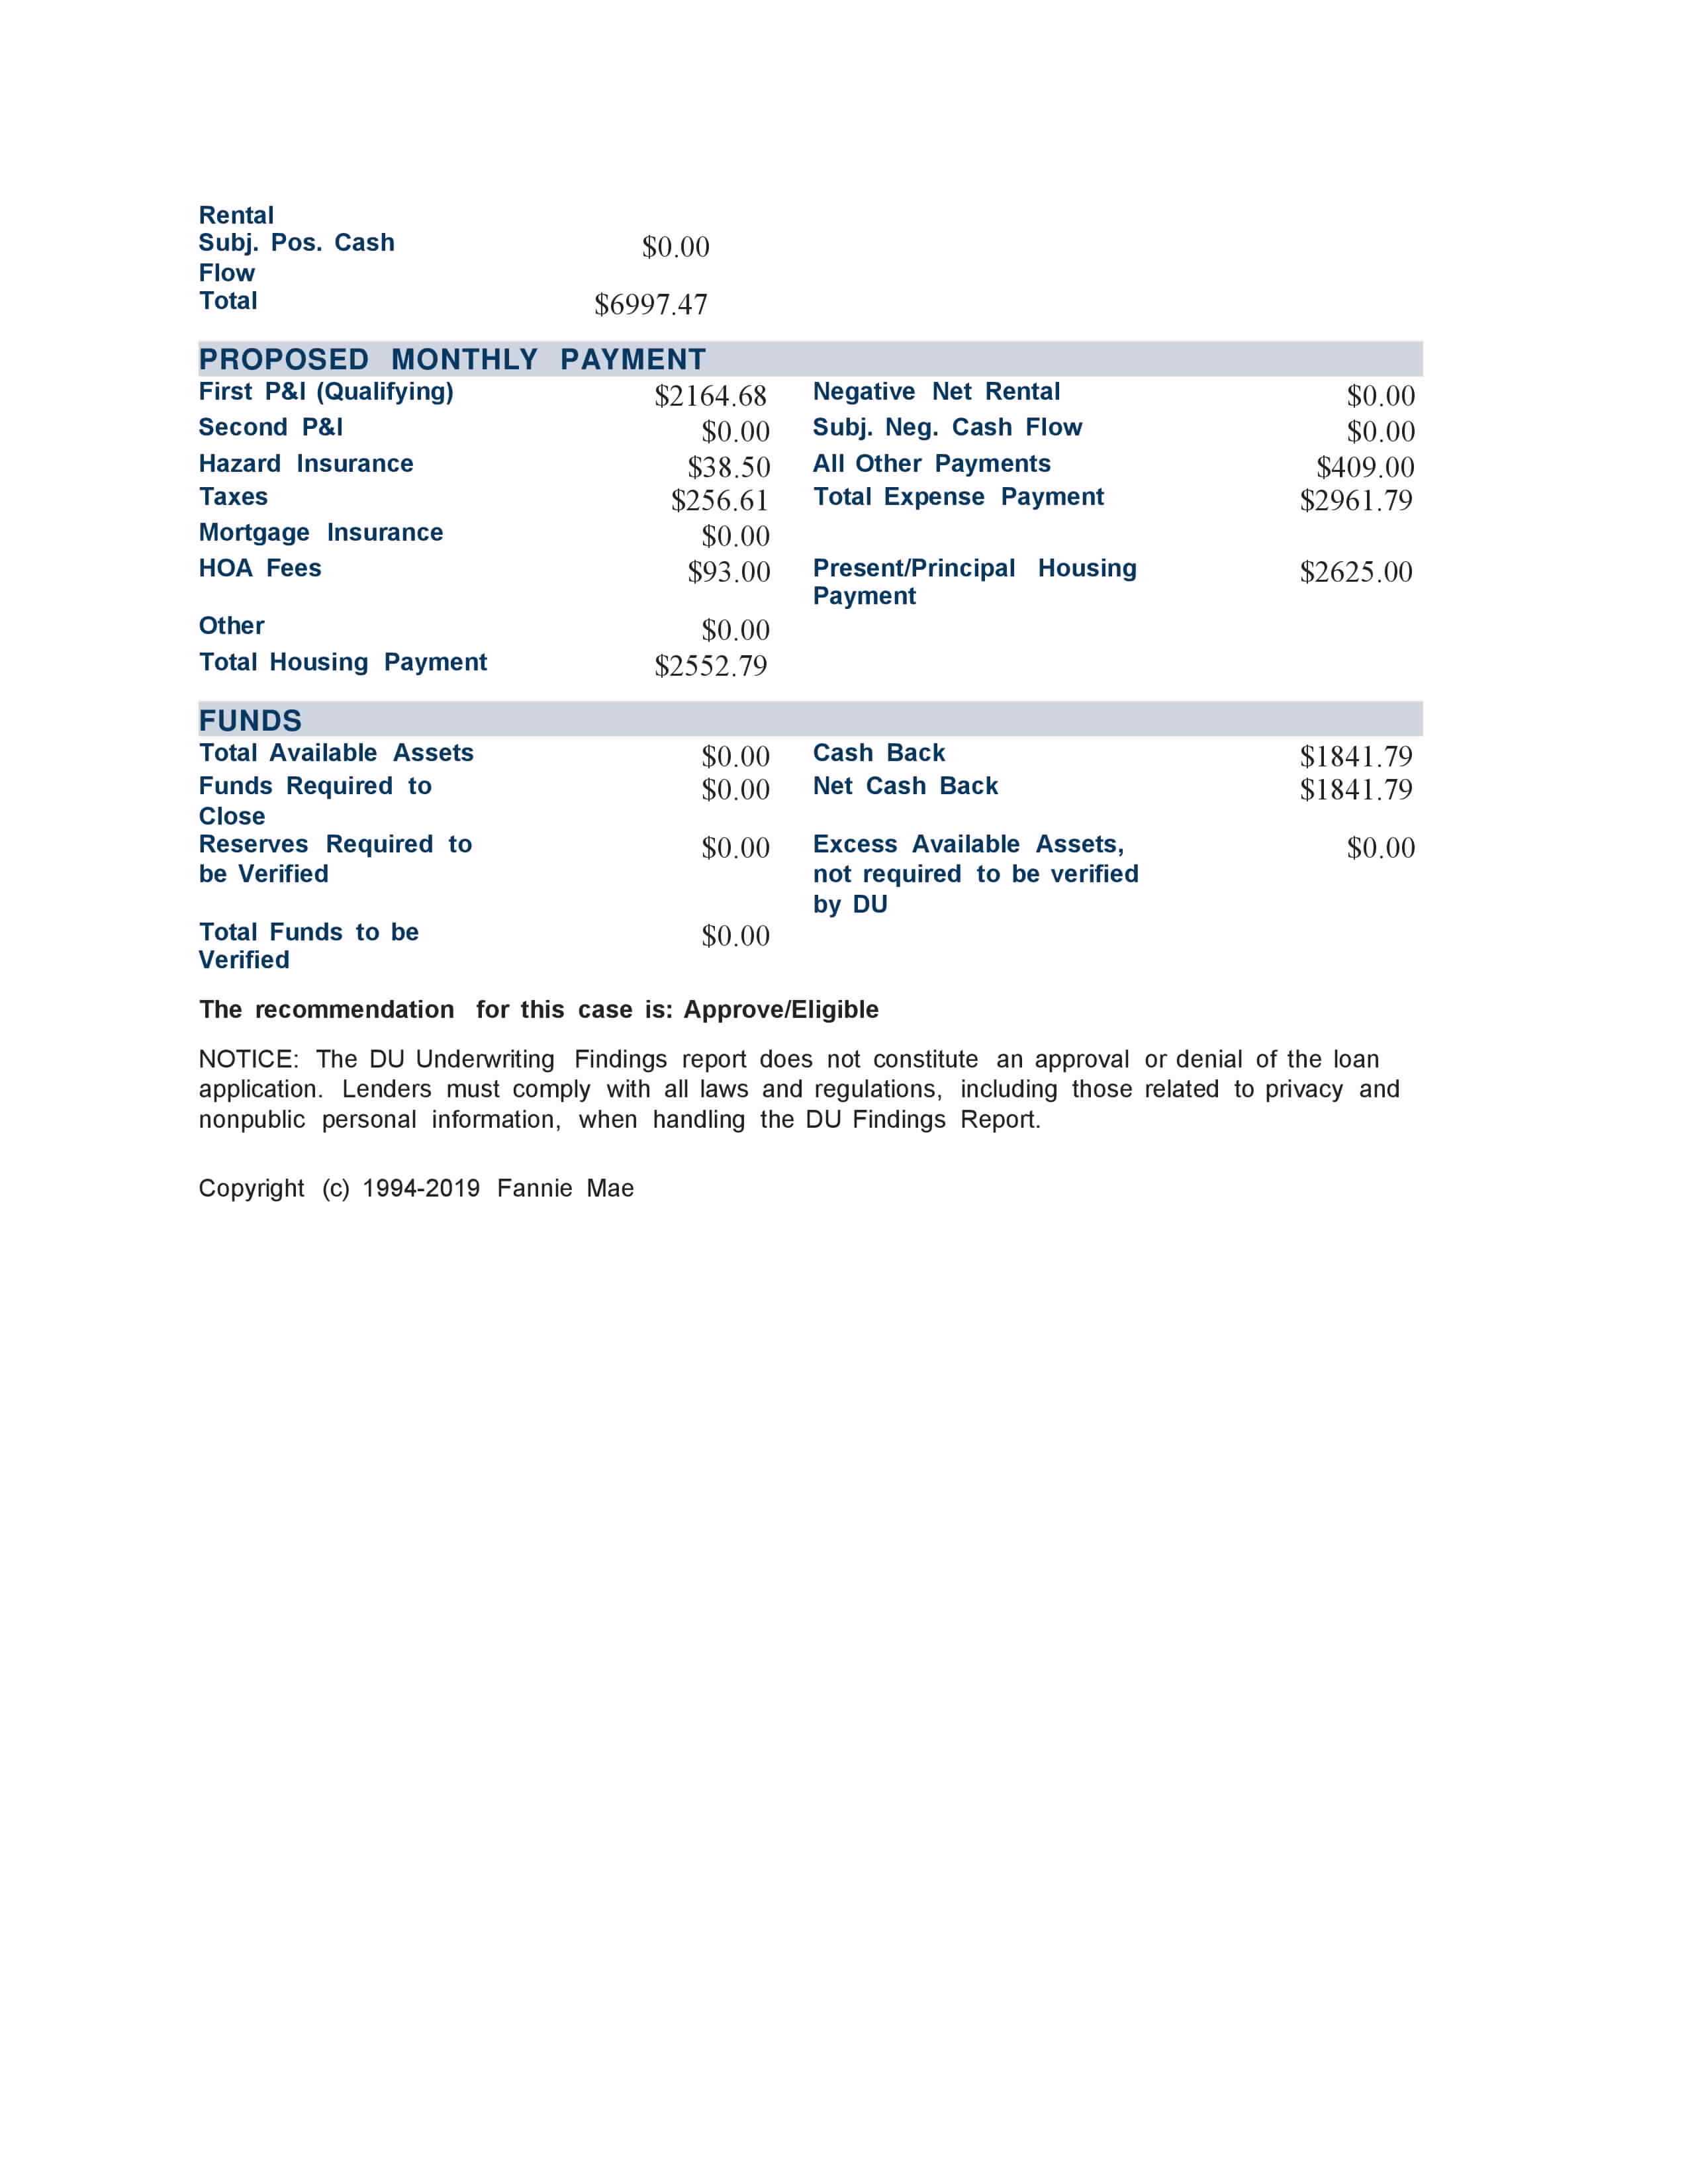 Rental
Subj. Pos. Cash $0.00
Flow
Total $6997.47
PROPOSED MONTHLY PAYMENT
First P&I (Qualifying) $2164.68 Negative Net Rental $0.00
Second P&I $0.00 Subj. Neg. Cash Flow $0.00
Hazard Insurance $38.50 All Other Payments $409.00
Taxes $256.61 Total Expense Payment $2961.79
Mortgage Insurance $0.00
HOA Fees $93.00 Present/Principal Housing $2625.00
Payment
Other $0.00
Total Housing Payment $2552.79
FUNDS
Total Available Assets $0.00 Cash Back $1841.79
Funds Required to $0.00 Net Cash Back $1841.79
Close
Reserves Required to $0.00 Excess Available Assets, $0.00
be Verified not required to be verified
by DU
Total Funds to be $0.00
Verified
The recommendation for this case is: Approve/Eligible
NOTICE: The DU Underwriting Findings report does not constitute an approval or denial of the loan
application. Lenders must comply with all laws and regulations, including those related to privacy and
nonpublic personal information, when handling the DU Findings Report.
Copyright (c) 1994-2019 Fannie Mae